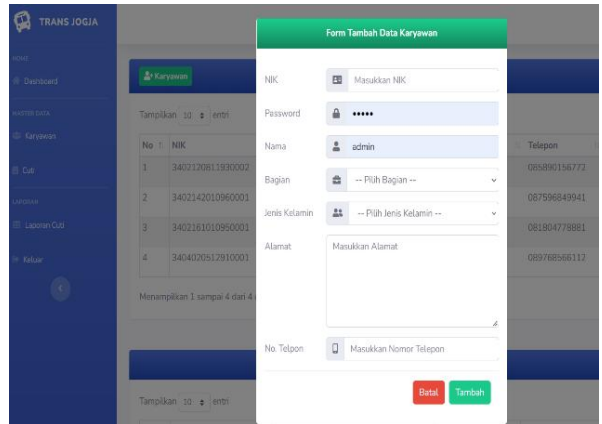 TRANS JOGJA
HOME
Dashboard
MASTER DATA
Karyawan
Cuti
LAPORAN
Laporan Cuti
Keluar
Karyawan
Tampilkan 10 entri
No NIK Telepon
1 3402120811930002 085890156772
2 3402142010960001 087596849941
3 3402161010950001 081804778881
4 3404020512910001 089768566112
Menampilkan 1 sampai 4 dari 4
Tampilkan 10 entri
Form Tambah Data Karyawan
NIK Masukkan NIK
Password •••••
Nama admin
Bagian -- Pilih Bagian --
Jenis Kelamin -- Pilih Jenis Kelamin --
Alamat Masukkan Alamat
No. Telpon Masukkan Nomor Telepon
Batal Tambah